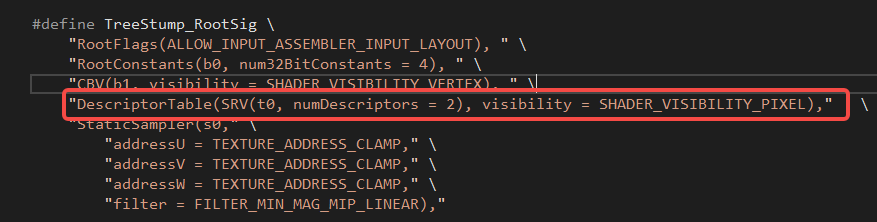 #define TreeStump_RootSig \
"RootFlags(ALLOW_INPUT_ASSEMBLER_INPUT_LAYOUT), " \
"RootConstants(b0, num32BitConstants = 4), " \
"CBV(b1, visibility = SHADER_VISIBILITY_VERTEX), " \
"DescriptorTable(SRV(t0, numDescriptors = 2), visibility = SHADER_VISIBILITY_PIXEL)," \
"StaticSampler(s0," \
"addressU = TEXTURE_ADDRESS_CLAMP," \
"addressV = TEXTURE_ADDRESS_CLAMP," \
"addressW = TEXTURE_ADDRESS_CLAMP," \
"filter = FILTER_MIN_MAG_MIP_LINEAR),"